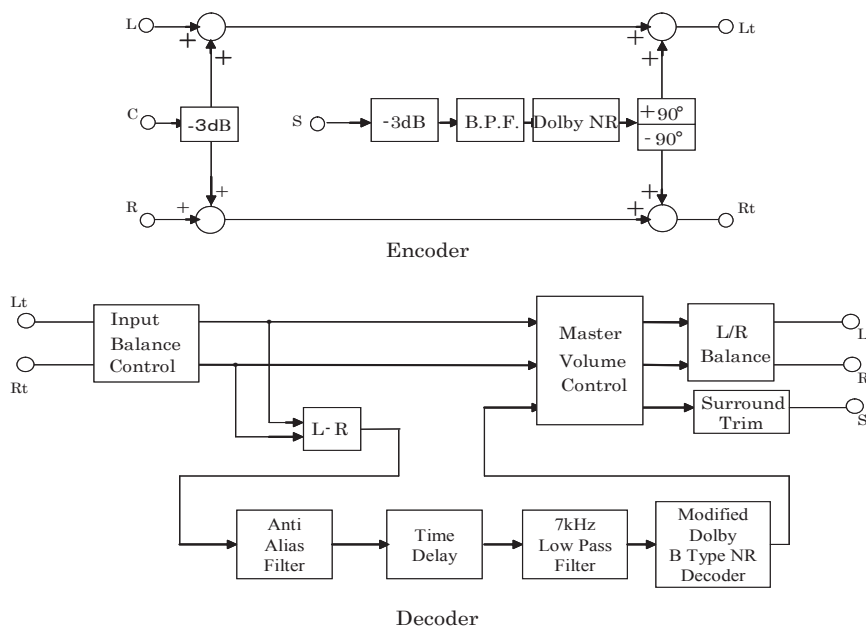 L
+
+
+
+
Lt
C
-3dB
S
-3dB
B.P.F.
Dolby NR
+90°
- 90°
R
+
+
+
+
Rt
Encoder
Lt
Rt
Input
Balance
Control
Master
Volume
Control
L/R
Balance
L
R
Surround
Trim
S
L- R
Anti
Alias
Filter
Time
Delay
7kHz
Low Pass
Filter
Modified
Dolby
B Type NR
Decoder
Decoder